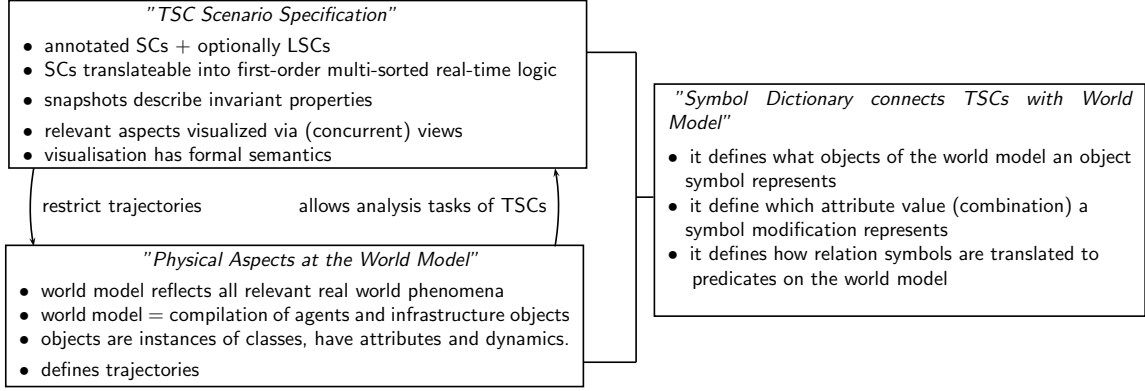 "TSC Scenario Specification"
• annotated SCs + optionally LSCs
• SCs translateable into first-order multi-sorted real-time logic
• snapshots describe invariant properties
• relevant aspects visualized via (concurrent) views
• visualisation has formal semantics
restrict trajectories
allows analysis tasks of TSCs
"Physical Aspects at the World Model"
• world model reflects all relevant real world phenomena
• world model = compilation of agents and infrastructure objects
• objects are instances of classes, have attributes and dynamics.
• defines trajectories
"Symbol Dictionary connects TSCs with World
Model"
• it defines what objects of the world model an object
symbol represents
• it define which attribute value (combination) a
symbol modification represents
• it defines how relation symbols are translated to
predicates on the world model